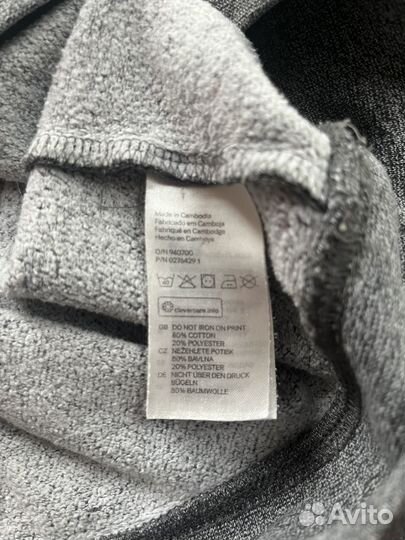 Made in Cambodia
Fabricado em Camboja
Fabriqué en Cambodge
Hecho en Camboya
O/N 940700
P/N 0276429 1
clevercare.info
GB DO NOT IRON ON PRINT
80% COTTON
20% POLYESTER
CZ NEŽEHLETE POTISK
80% BAVLNA
20% POLYESTER
DE NICHT ÜBER DEN DRUCK
BÜGELN
80% BAUMWOLLE
Avito